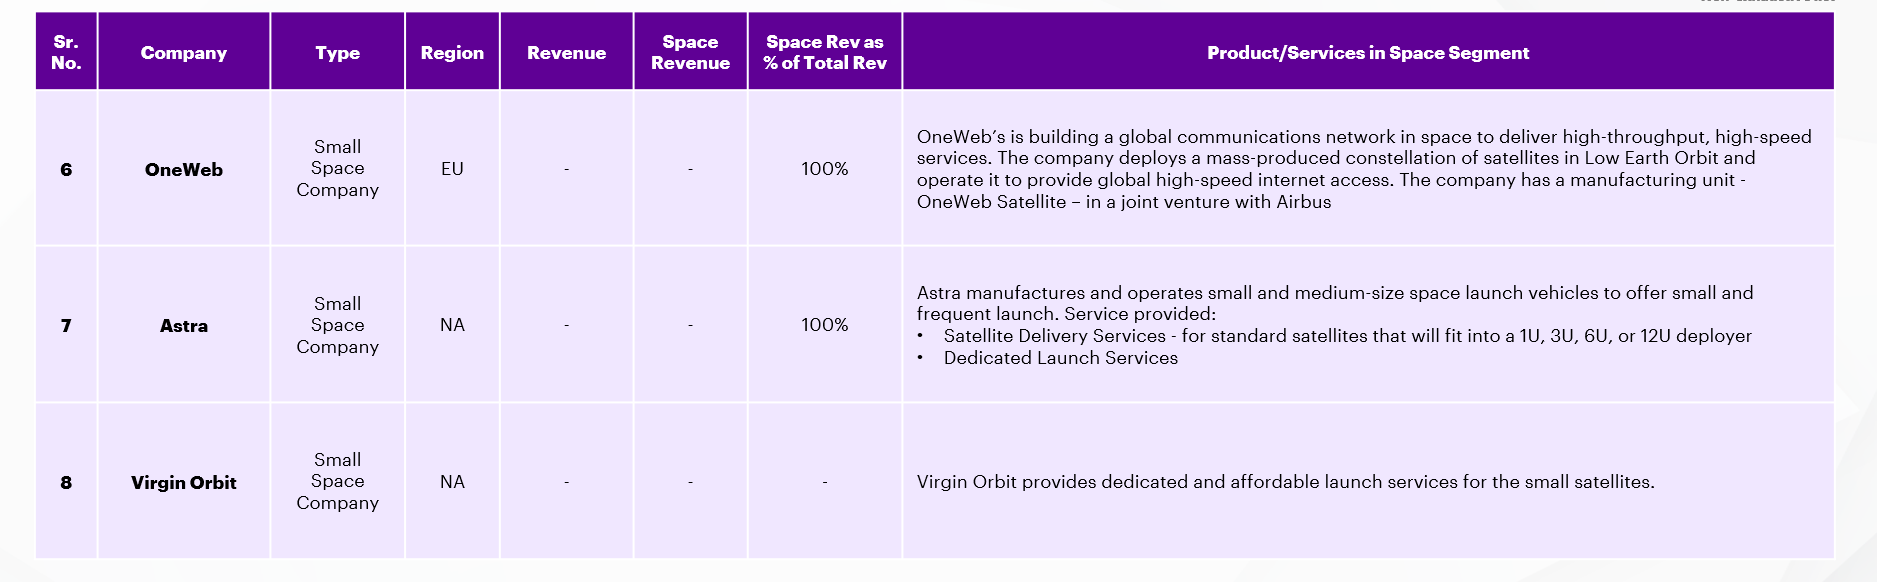 Sr. No. Company Type Region Revenue Space Revenue Space Rev as % of Total Rev Product/Services in Space Segment
6 OneWeb Small Space Company EU - - 100%
OneWeb’s is building a global communications network in space to deliver high-throughput, high-speed
services. The company deploys a mass-produced constellation of satellites in Low Earth Orbit and
operate it to provide global high-speed internet access. The company has a manufacturing unit -
OneWeb Satellite – in a joint venture with Airbus
7 Astra Small Space Company NA - - 100%
Astra manufactures and operates small and medium-size space launch vehicles to offer small and
frequent launch. Service provided:
• Satellite Delivery Services - for standard satellites that will fit into a 1U, 3U, 6U, or 12U deployer
• Dedicated Launch Services
8 Virgin Orbit Small Space Company NA - - -
Virgin Orbit provides dedicated and affordable launch services for the small satellites.